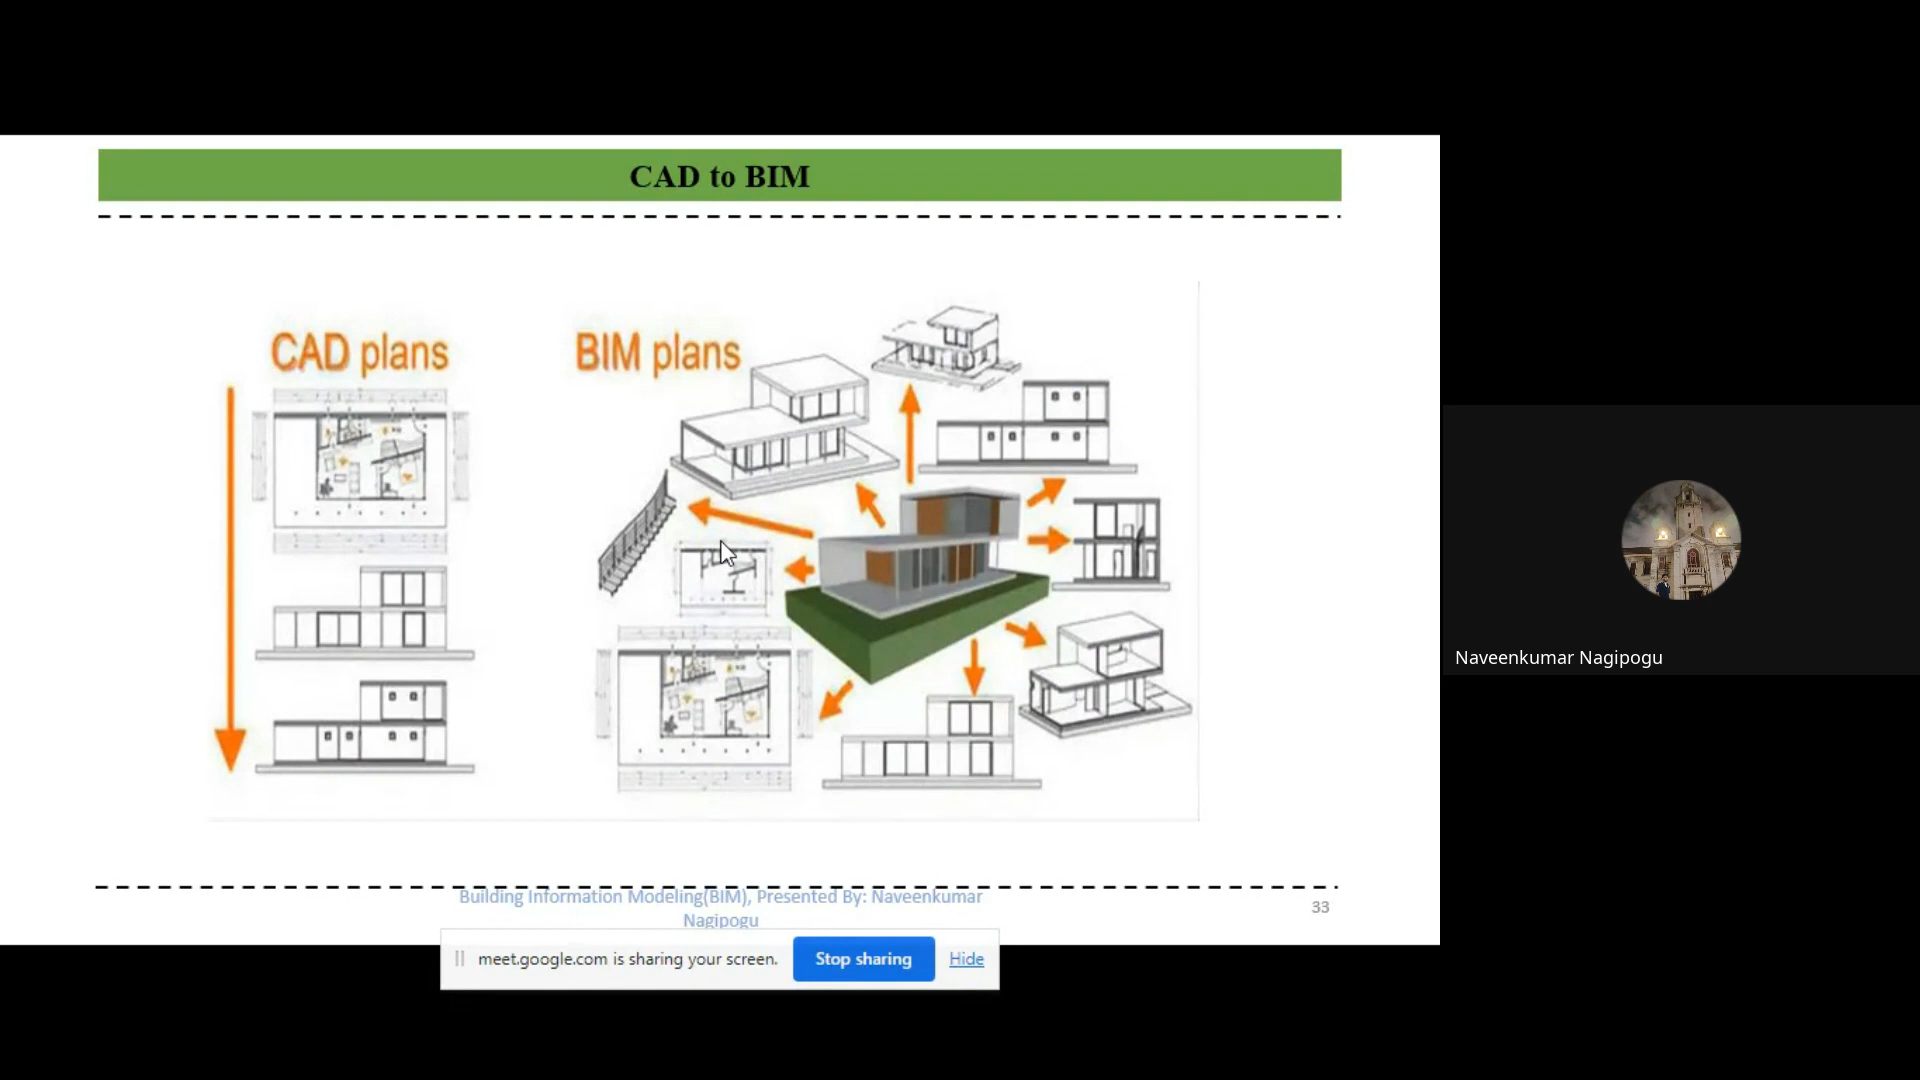 CAD to BIM
CAD plans
BIM plans
Building Information Modeling(BIM), Presented By: Naveenkumar
Nagipogu
33
meet.google.com is sharing your screen.
Stop sharing
Hide
Naveenkumar Nagipogu